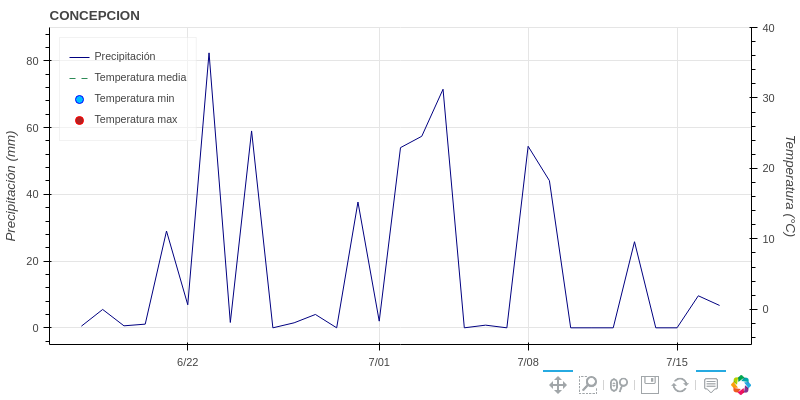 CONCEPCION
Precipitación
Temperatura media
Temperatura min
Temperatura max
Precipitación (mm)
80
60
40
20
0
40
30
20
10
0
Temperatura (°C)
6/22
7/01
7/08
7/15